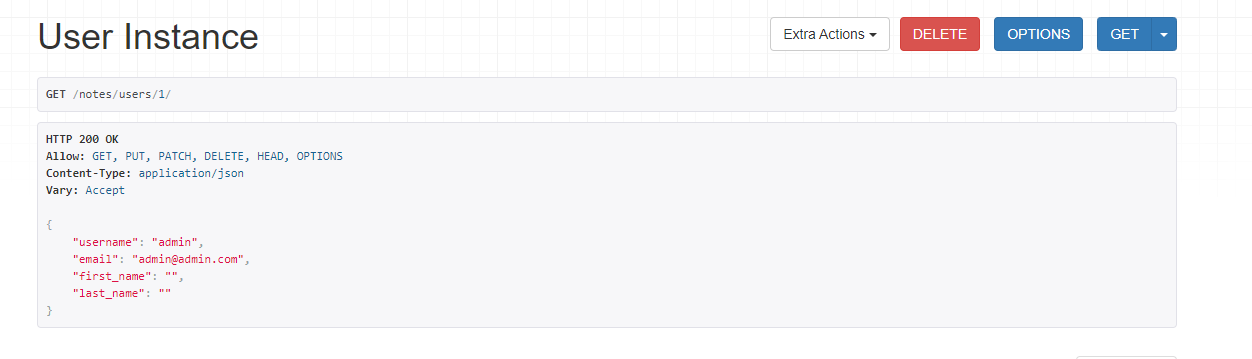 User Instance
Extra Actions
DELETE
OPTIONS
GET
GET /notes/users/1/
HTTP 200 OK
Allow: GET, PUT, PATCH, DELETE, HEAD, OPTIONS
Content-Type: application/json
Vary: Accept
{
    "username": "admin",
    "email": "admin@admin.com",
    "first_name": "",
    "last_name": ""
}